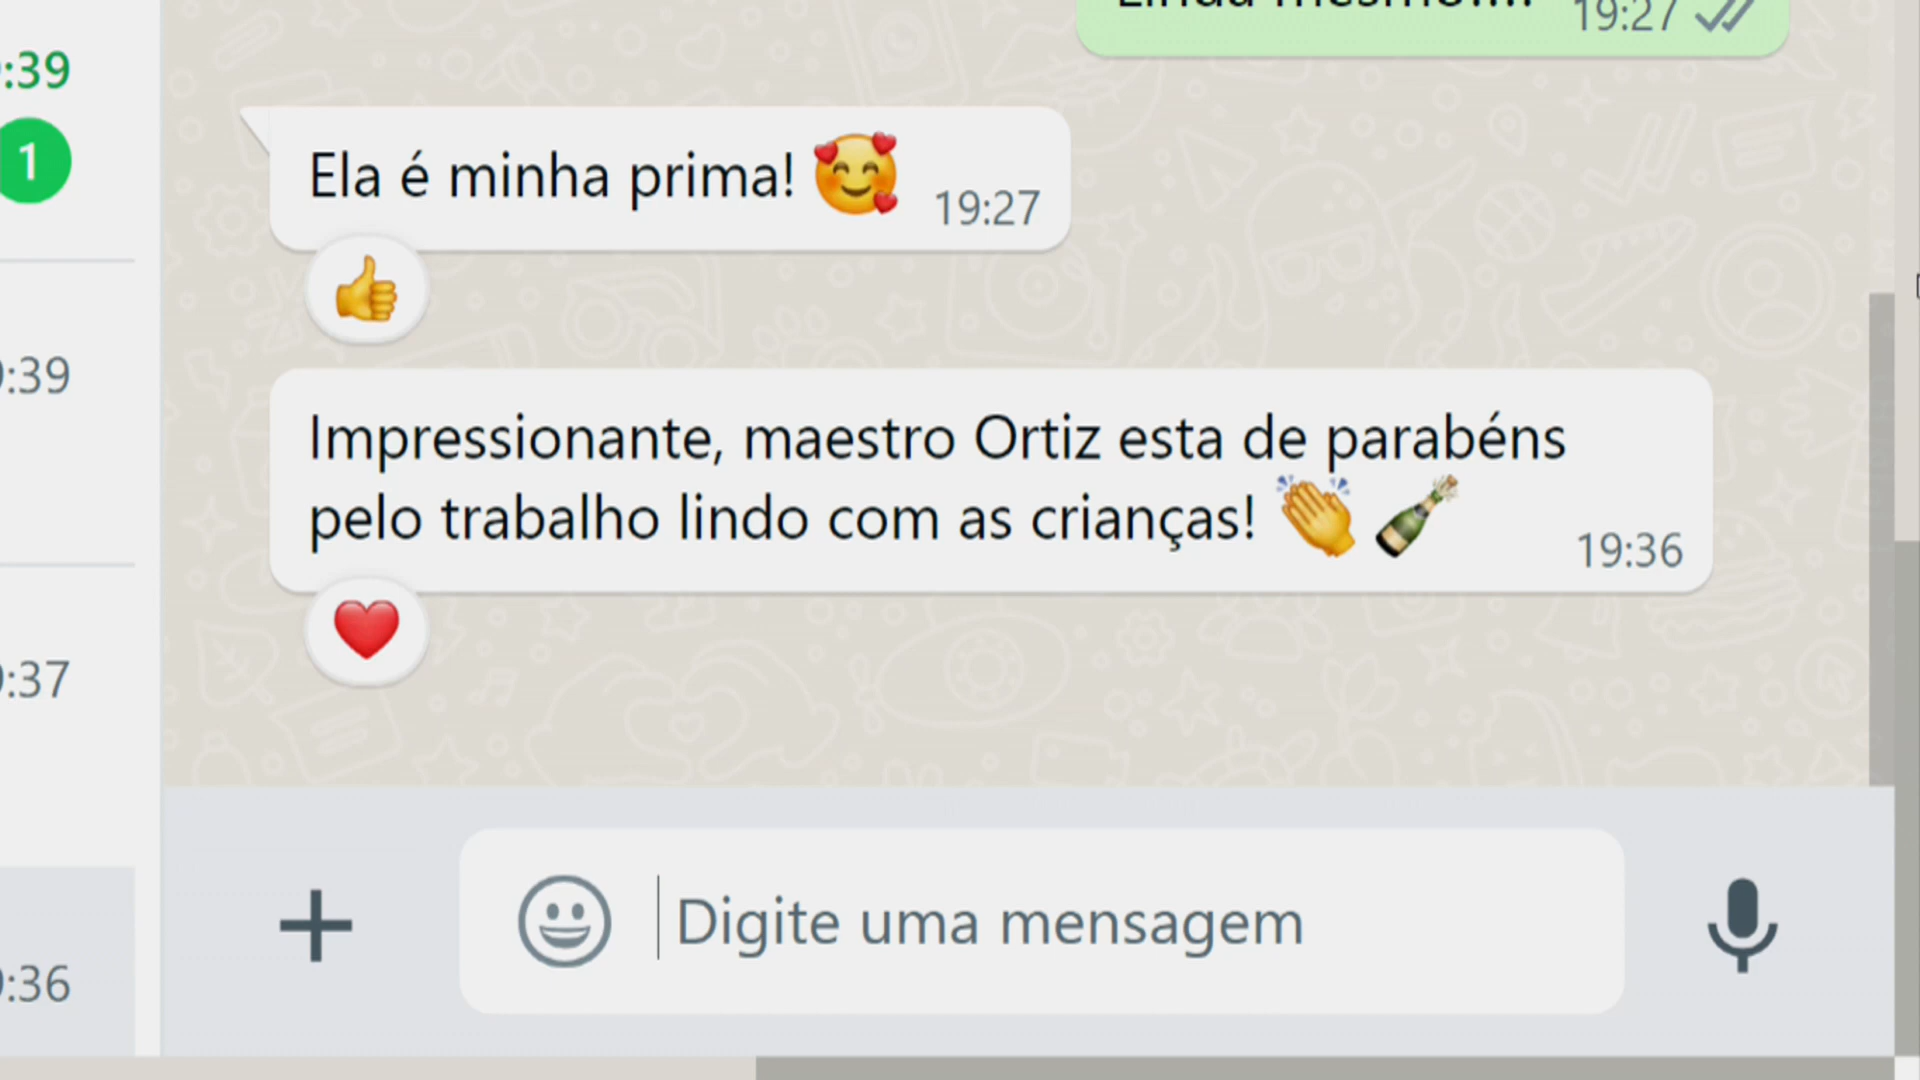 19:27
:39
1
Ela é minha prima! 🥰 19:27
👍
:39
Impressionante, maestro Ortiz esta de parabéns
pelo trabalho lindo com as crianças! 👏🍾 19:36
❤️
:37
Digite uma mensagem
:36